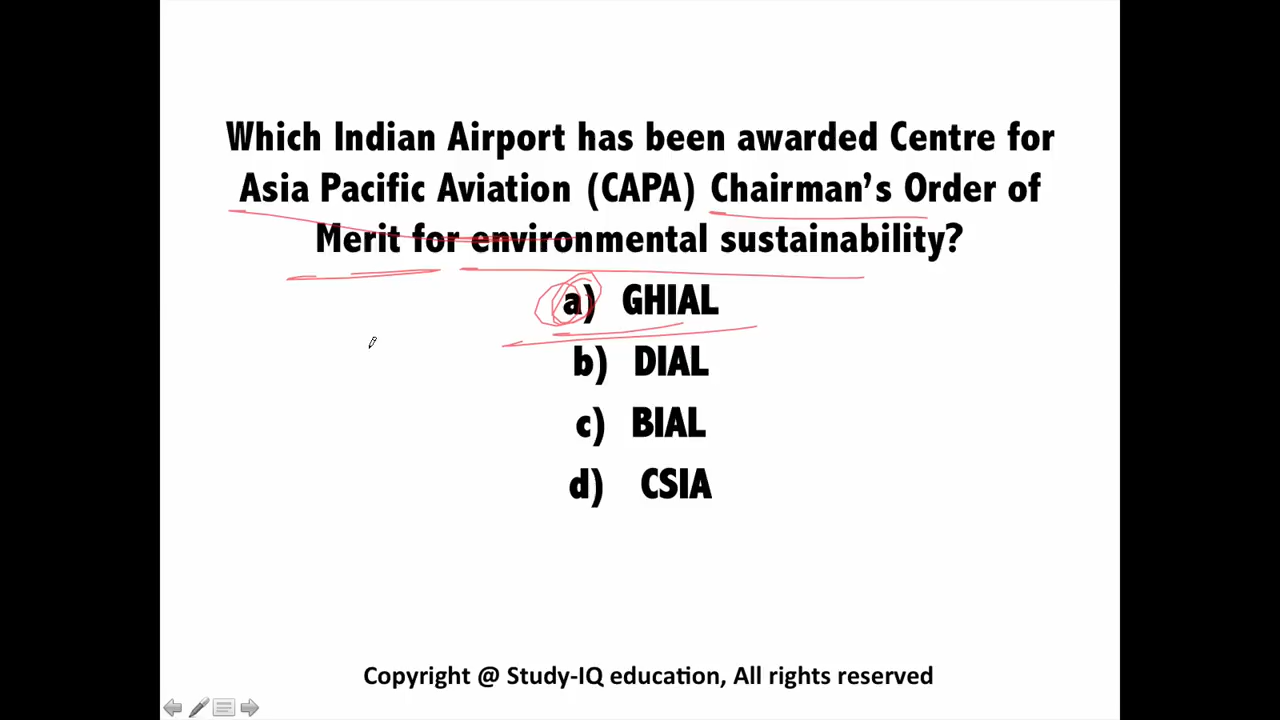 Which Indian Airport has been awarded Centre for
Asia Pacific Aviation (CAPA) Chairman's Order of
Merit for environmental sustainability?
a) GHIAL
b) DIAL
c) BIAL
d) CSIA
Copyright @ Study-IQ education, All rights reserved